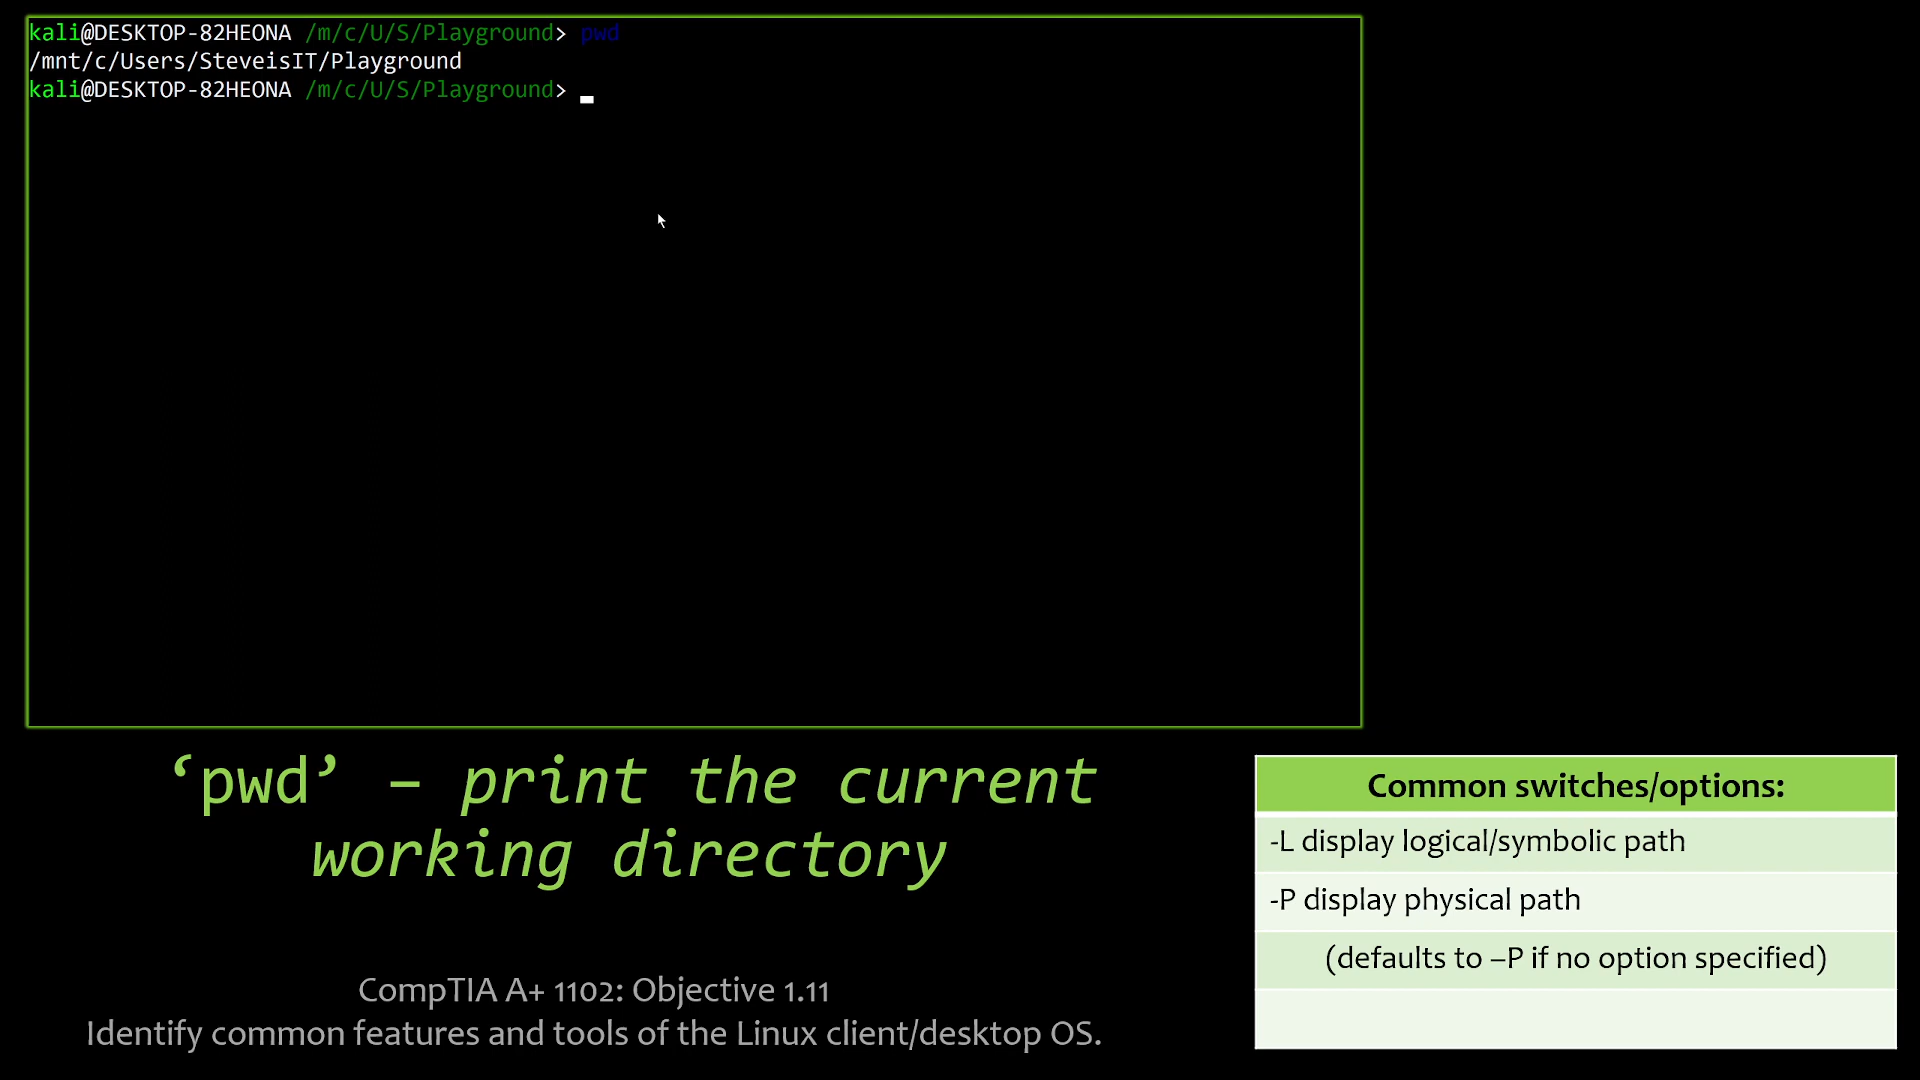 kali@DESKTOP-82HEONA /m/c/U/S/Playground> pwd
/mnt/c/Users/SteveisIT/Playground
kali@DESKTOP-82HEONA /m/c/U/S/Playground>
‘pwd’ – print the current
working directory
CompTIA A+ 1102: Objective 1.11
Identify common features and tools of the Linux client/desktop OS.
Common switches/options:
-L display logical/symbolic path
-P display physical path
(defaults to –P if no option specified)